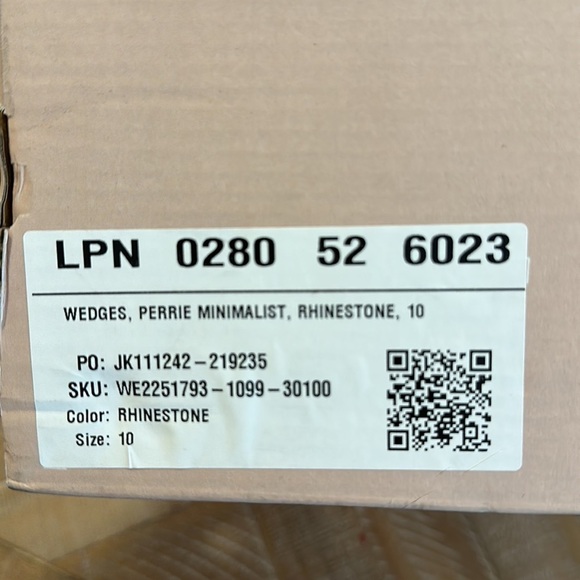 LPN 0280 52 6023
WEDGES, PERRIE MINIMALIST, RHINESTONE, 10
PO: JK111242-219235
SKU: WE2251793-1099-30100
Color: RHINESTONE
Size: 10